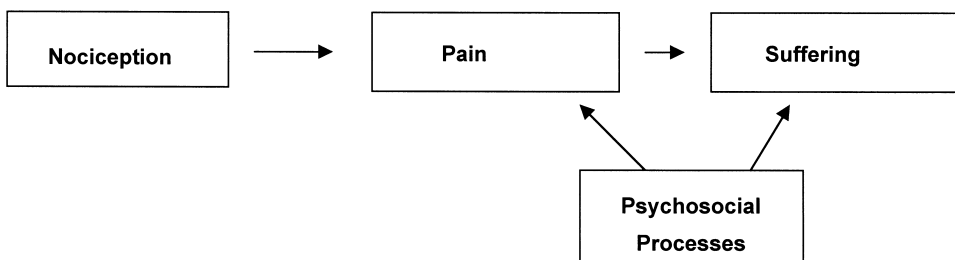 Nociception
Pain
Suffering
Psychosocial
Processes